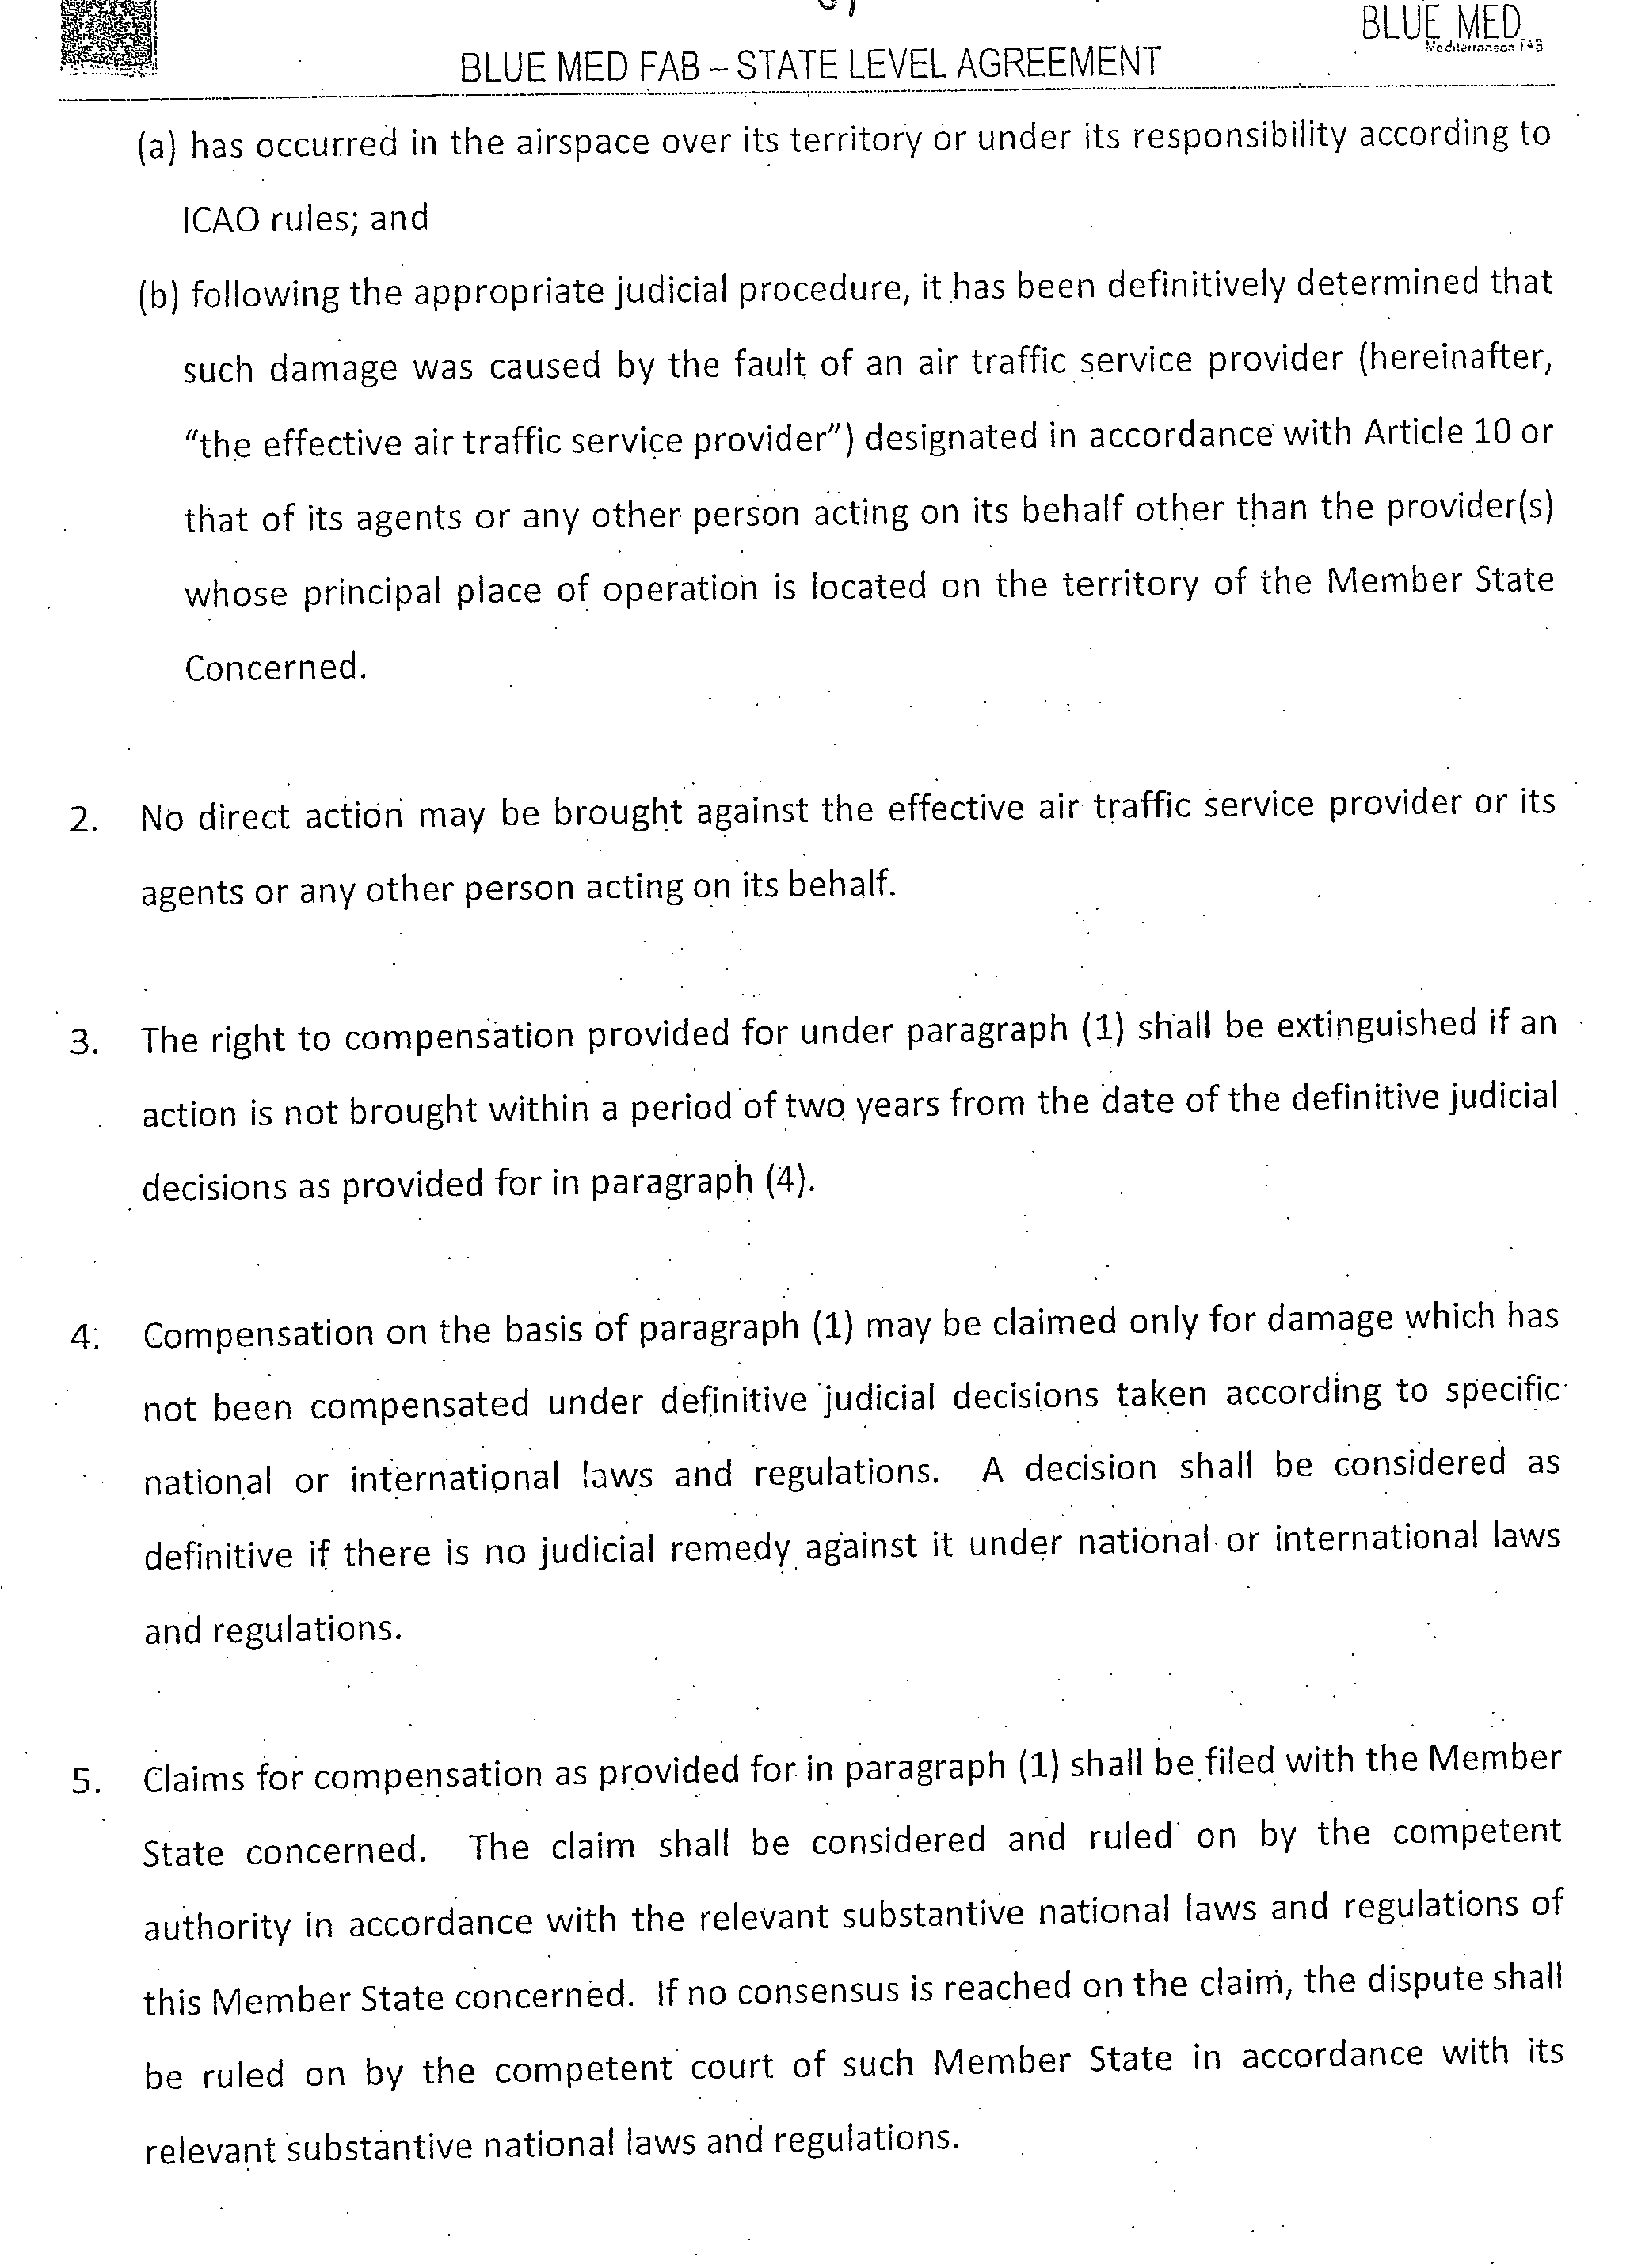 BLUE MED
Mediterranean FAB
BLUE MED FAB – STATE LEVEL AGREEMENT
(a) has occurred in the airspace over its territory or under its responsibility according to
ICAO rules; and
(b) following the appropriate judicial procedure, it has been definitively determined that
such damage was caused by the fault of an air traffic service provider (hereinafter,
“the effective air traffic service provider”) designated in accordance with Article 10 or
that of its agents or any other person acting on its behalf other than the provider(s)
whose principal place of operation is located on the territory of the Member State
Concerned.
2. No direct action may be brought against the effective air traffic service provider or its
agents or any other person acting on its behalf.
3. The right to compensation provided for under paragraph (1) shall be extinguished if an
action is not brought within a period of two years from the date of the definitive judicial
decisions as provided for in paragraph (4).
4. Compensation on the basis of paragraph (1) may be claimed only for damage which has
not been compensated under definitive judicial decisions taken according to specific
national or international laws and regulations. A decision shall be considered as
definitive if there is no judicial remedy against it under national or international laws
and regulations.
5. Claims for compensation as provided for in paragraph (1) shall be filed with the Member
State concerned. The claim shall be considered and ruled on by the competent
authority in accordance with the relevant substantive national laws and regulations of
this Member State concerned. If no consensus is reached on the claim, the dispute shall
be ruled on by the competent court of such Member State in accordance with its
relevant substantive national laws and regulations.